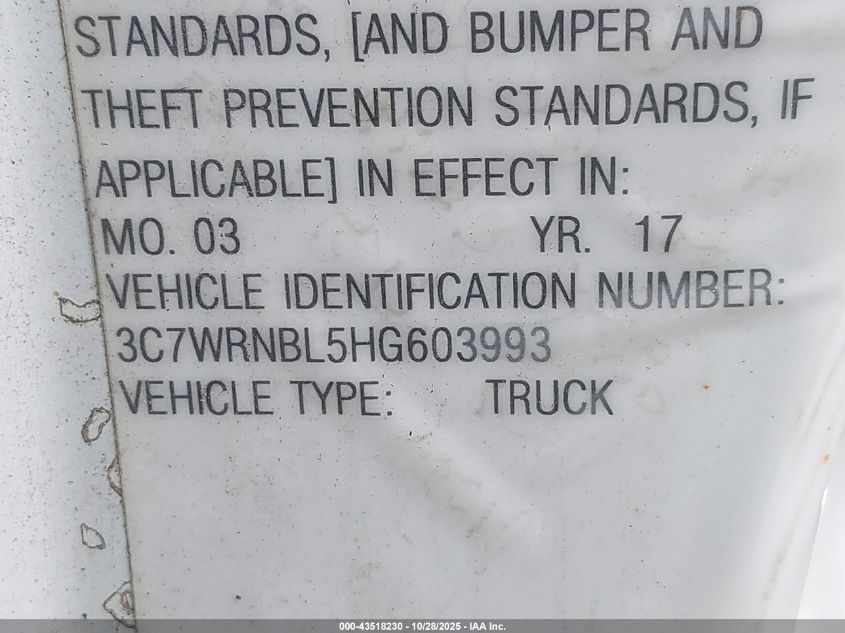 STANDARDS, [AND BUMPER AND
THEFT PREVENTION STANDARDS, IF
APPLICABLE] IN EFFECT IN:
MO. 03 YR. 17
VEHICLE IDENTIFICATION NUMBER:
3C7WRNBL5HG603993
VEHICLE TYPE: TRUCK
000-43518230 - 10/28/2025 - IAA Inc.